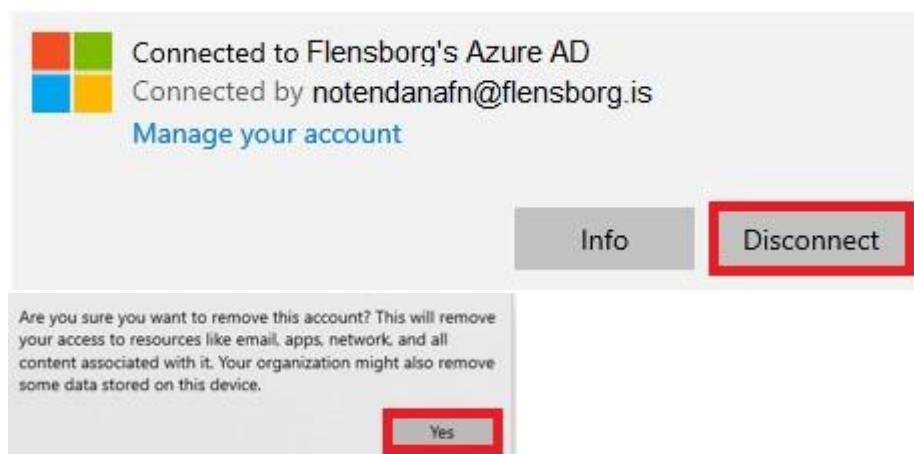 Connected to Flensborg's Azure AD
Connected by notendanafn@flensborg.is
Manage your account
Info
Disconnect
Are you sure you want to remove this account? This will remove
your access to resources like email, apps, network, and all
content associated with it. Your organization might also remove
some data stored on this device.
Yes